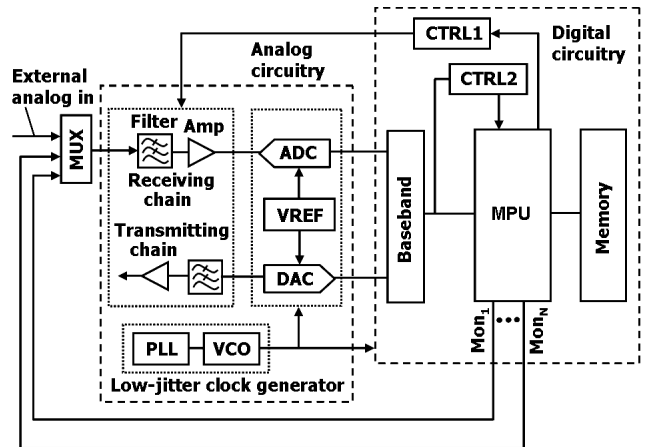 CTRL1
Digital
circuitry
Analog
circuitry
External
analog in
CTRL2
Filter
Amp
MUX
ADC
Receiving
chain
VREF
Baseband
MPU
Memory
Transmitting
chain
DAC
PLL
VCO
Mon1
MonN
Low-jitter clock generator